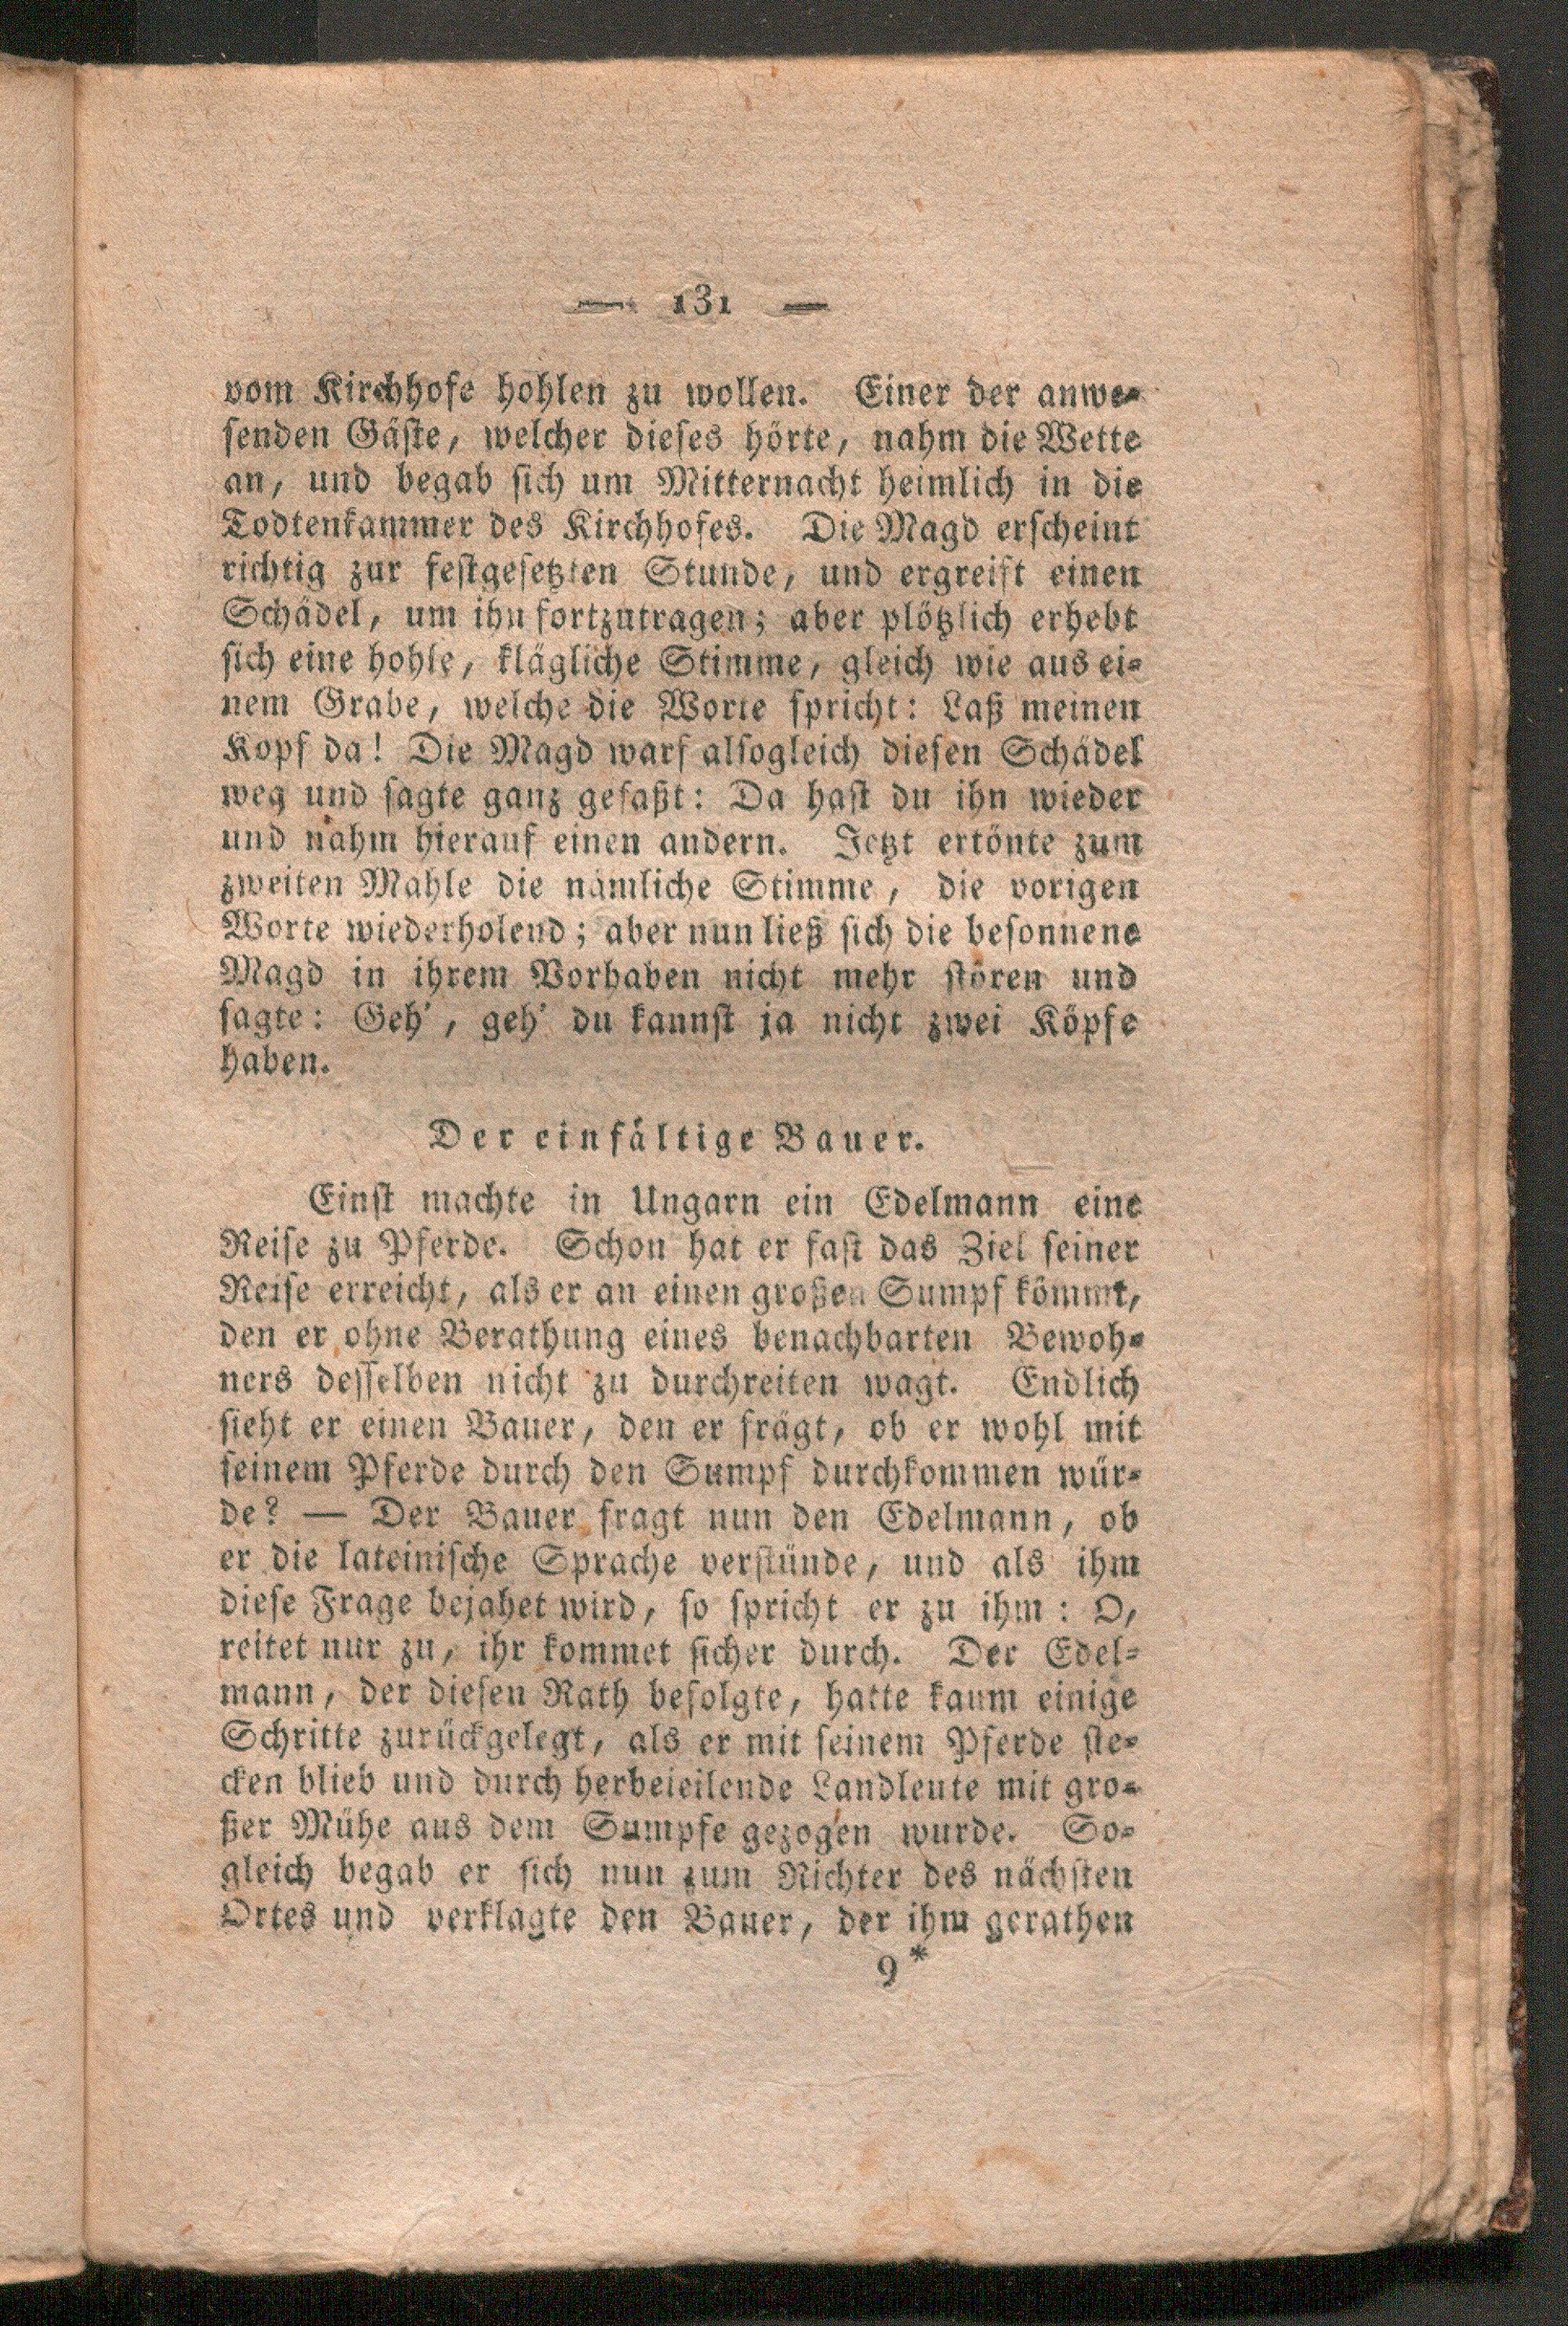 — 131 —
vom Kirchhofe hohlen zu wollen. Einer der anwe-
senden Gäste, welcher dieses hörte, nahm die Wette
an, und begab sich um Mitternacht heimlich in die
Todtenkammer des Kirchhofes. Die Magd erscheint
richtig zur festgesetzten Stunde, und ergreift einen
Schädel, um ihn fortzutragen; aber plötzlich erhebt
sich eine hohle, klägliche Stimme, gleich wie aus ei-
nem Grabe, welche die Worte spricht: Laß meinen
Kopf da! Die Magd warf alsogleich diesen Schädel
weg und sagte ganz gefaßt: Da hast du ihn wieder
und nahm hierauf einen andern. Jetzt ertönte zum
zweiten Mahle die nämliche Stimme, die vorigen
Worte wiederholend; aber nun ließ sich die besonnene
Magd in ihrem Vorhaben nicht mehr stören und
sagte: Geh', geh' du kannst ja nicht zwei Köpfe
haben.
Der einfältige Bauer.
Einst machte in Ungarn ein Edelmann eine
Reise zu Pferde. Schon hat er fast das Ziel seiner
Reise erreicht, als er an einen großen Sumpf kömmt,
den er ohne Berathung eines benachbarten Bewoh-
ners desselben nicht zu durchreiten wagt. Endlich
sieht er einen Bauer, den er frägt, ob er wohl mit
seinem Pferde durch den Sumpf durchkommen wür-
de? — Der Bauer fragt nun den Edelmann, ob
er die lateinische Sprache verstünde, und als ihm
diese Frage bejahet wird, so spricht er zu ihm: O,
reitet nur zu, ihr kommet sicher durch. Der Edel-
mann, der diesen Rath befolgte, hatte kaum einige
Schritte zurückgelegt, als er mit seinem Pferde ste-
cken blieb und durch herbeieilende Landleute mit gro-
ßer Mühe aus dem Sumpfe gezogen wurde. So-
gleich begab er sich nun zum Richter des nächsten
Ortes und verklagte den Bauer, der ihm gerathen
9*